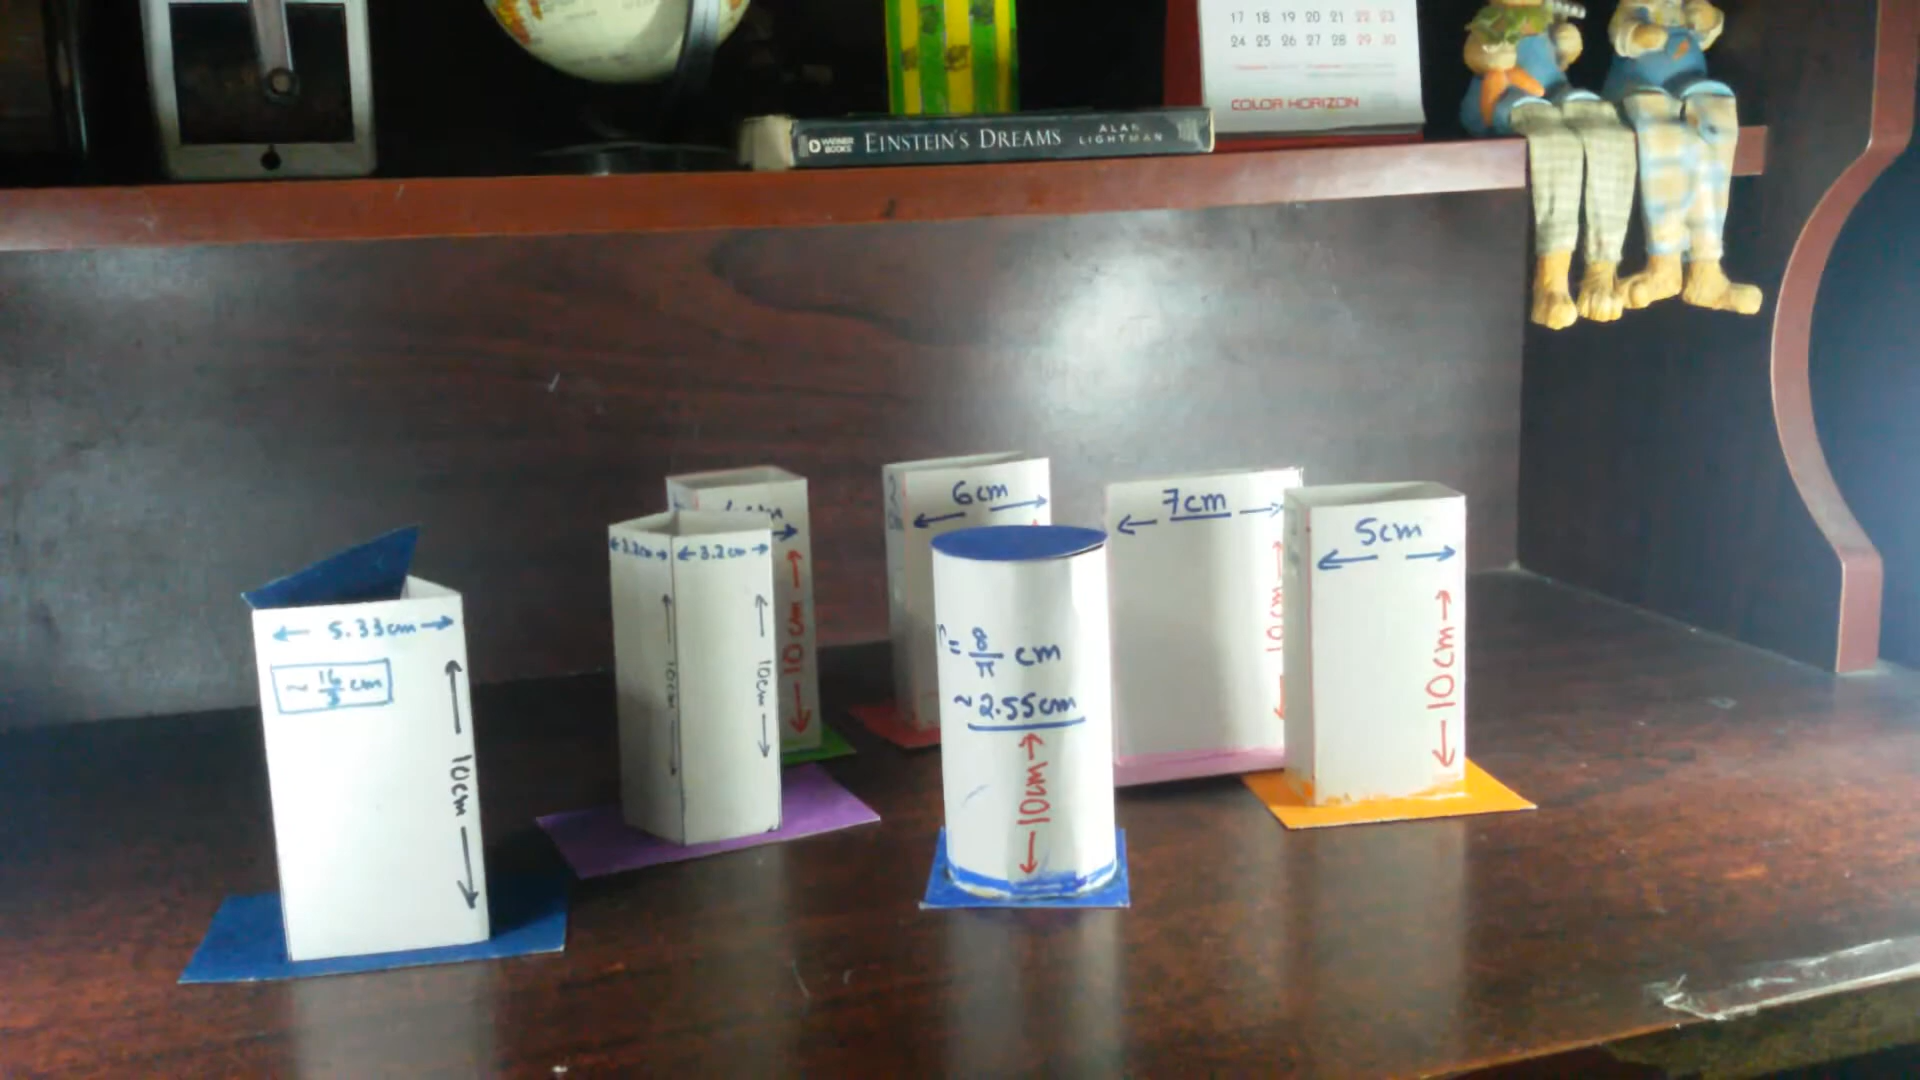 17 18 19 20 21 22 23
24 25 26 27 28 29 30
COLOR HORIZON
WARNER BOOKS EINSTEIN'S DREAMS ALAN LIGHTMAN
5.33cm
~ 16/3 cm
10cm
3.2cm
3.2cm
10cm
10cm
10cm
6cm
r = 8/π cm
~2.55cm
10cm
7cm
10cm
5cm
10cm